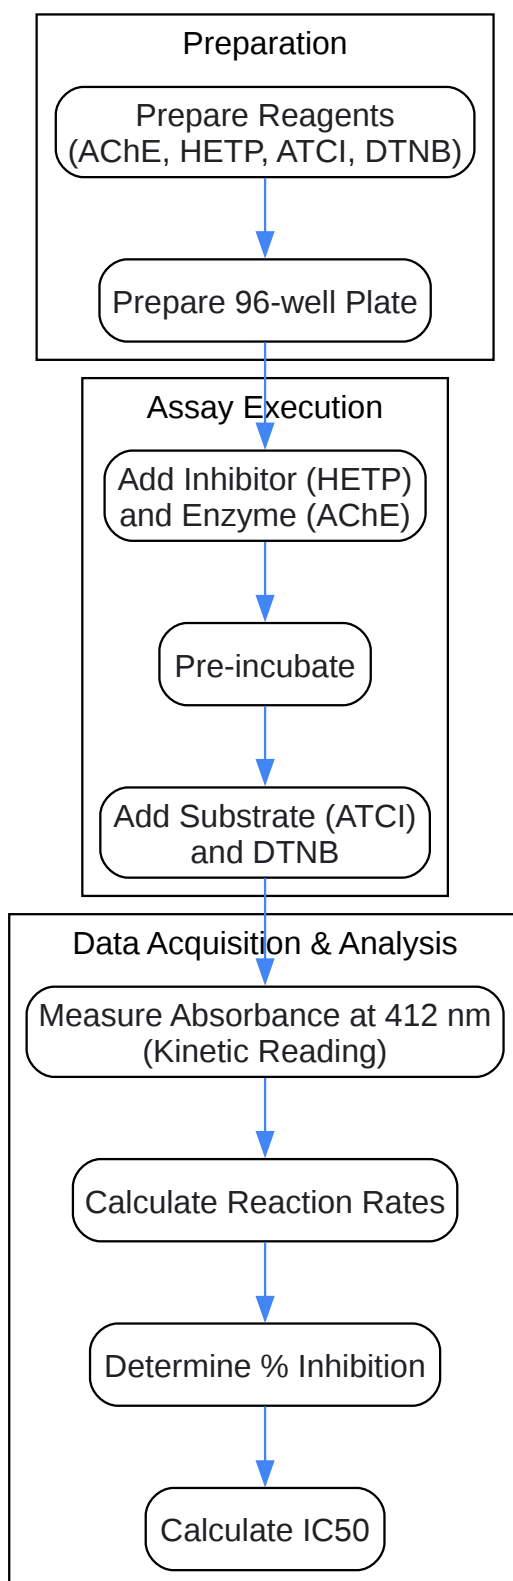 Preparation
Prepare Reagents
(AChE, HETP, ATCI, DTNB)
Prepare 96-well Plate
Assay Execution
Add Inhibitor (HETP)
and Enzyme (AChE)
Pre-incubate
Add Substrate (ATCI)
and DTNB
Data Acquisition & Analysis
Measure Absorbance at 412 nm
(Kinetic Reading)
Calculate Reaction Rates
Determine % Inhibition
Calculate IC50